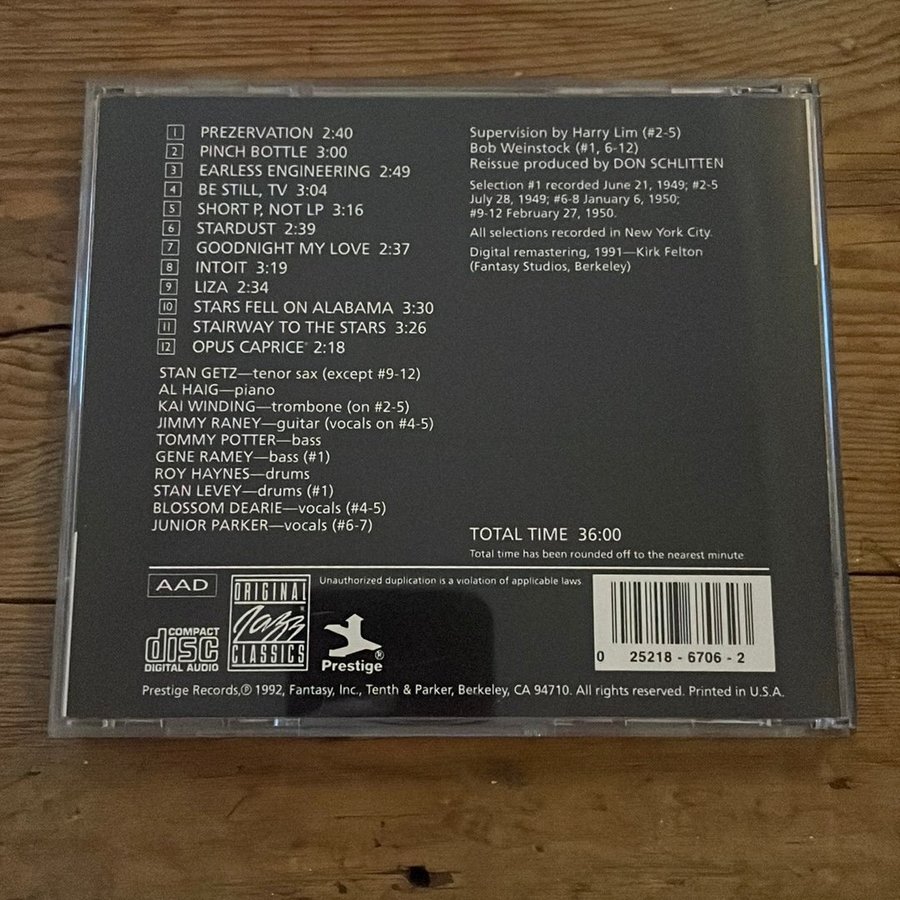 1 PREZERVATION 2:40
2 PINCH BOTTLE 3:00
3 EARLESS ENGINEERING 2:49
4 BE STILL, TV 3:04
5 SHORT P, NOT LP 3:16
6 STARDUST 2:39
7 GOODNIGHT MY LOVE 2:37
8 INTOIT 3:19
9 LIZA 2:34
10 STARS FELL ON ALABAMA 3:30
11 STAIRWAY TO THE STARS 3:26
12 OPUS CAPRICE 2:18
STAN GETZ—tenor sax (except #9-12)
AL HAIG—piano
KAI WINDING—trombone (on #2-5)
JIMMY RANEY—guitar (vocals on #4-5)
TOMMY POTTER—bass
GENE RAMEY—bass (#1)
ROY HAYNES—drums
STAN LEVEY—drums (#1)
BLOSSOM DEARIE—vocals (#4-5)
JUNIOR PARKER—vocals (#6-7)
Supervision by Harry Lim (#2-5)
Bob Weinstock (#1, 6-12)
Reissue produced by DON SCHLITTEN
Selection #1 recorded June 21, 1949; #2-5
July 28, 1949; #6-8 January 6, 1950;
#9-12 February 27, 1950.
All selections recorded in New York City.
Digital remastering, 1991—Kirk Felton
(Fantasy Studios, Berkeley)
TOTAL TIME 36:00
Total time has been rounded off to the nearest minute
AAD
COMPACT
disc
DIGITAL AUDIO
ORIGINAL
Jazz
CLASSICS
®
Prestige®
Unauthorized duplication is a violation of applicable laws.
0 25218 - 6706 - 2
Prestige Records,℗ 1992, Fantasy, Inc., Tenth & Parker, Berkeley, CA 94710. All rights reserved. Printed in U.S.A.